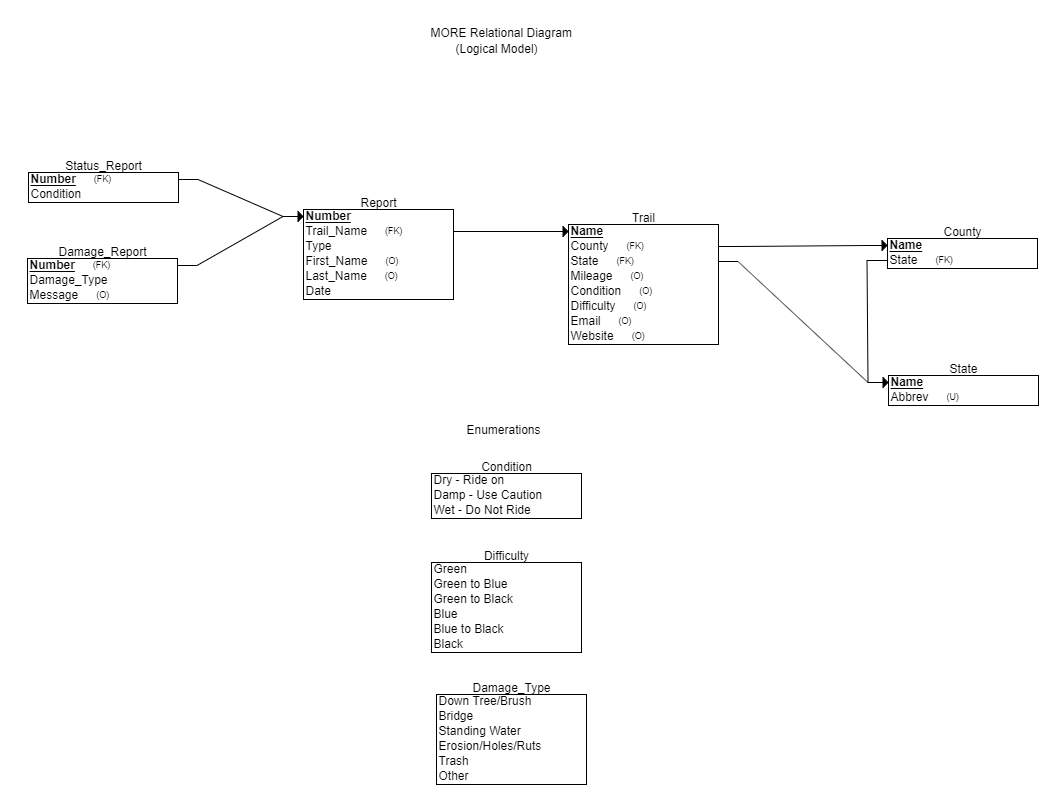 MORE Relational Diagram
(Logical Model)
Status_Report
Number (FK)
Condition
Damage_Report
Number (FK)
Damage_Type
Message (O)
Report
Number
Trail_Name (FK)
Type
First_Name (O)
Last_Name (O)
Date
Trail
Name
County (FK)
State (FK)
Mileage (O)
Condition (O)
Difficulty (O)
Email (O)
Website (O)
County
Name
State (FK)
State
Name
Abbrev (U)
Enumerations
Condition
Dry - Ride on
Damp - Use Caution
Wet - Do Not Ride
Difficulty
Green
Green to Blue
Green to Black
Blue
Blue to Black
Black
Damage_Type
Down Tree/Brush
Bridge
Standing Water
Erosion/Holes/Ruts
Trash
Other